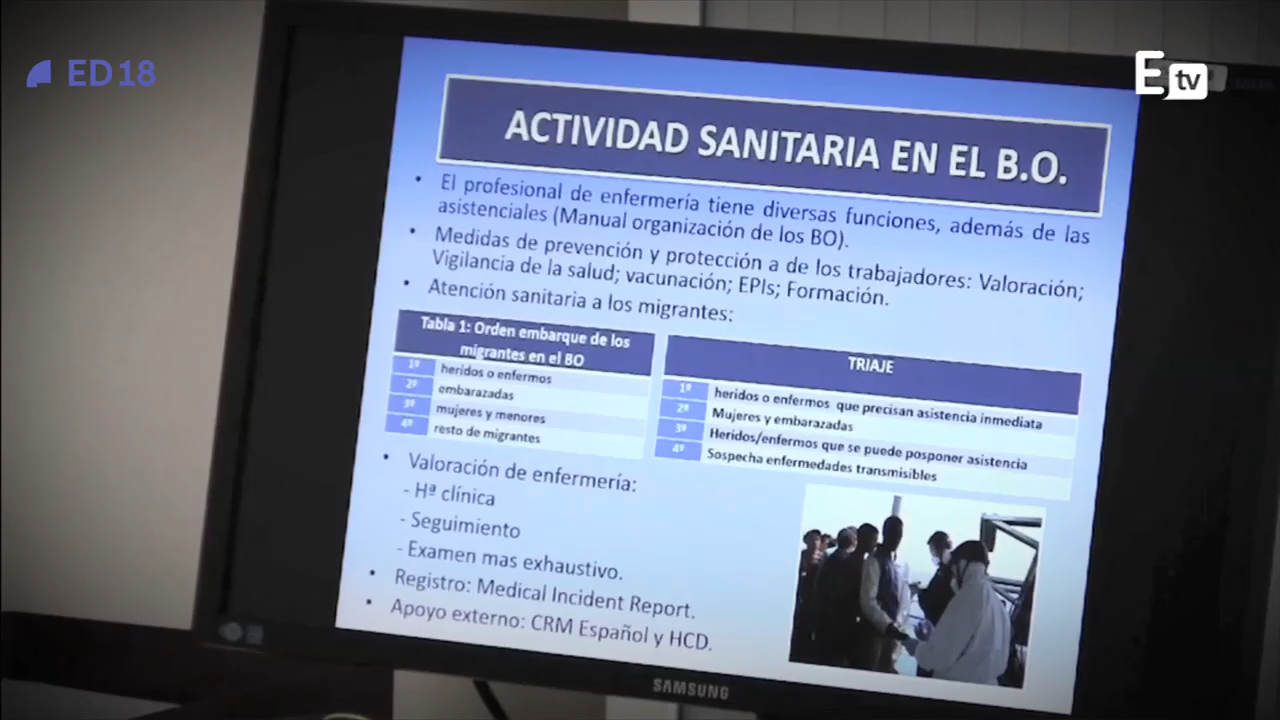 ED18
E tv
ACTIVIDAD SANITARIA EN EL B.O.
• El profesional de enfermería tiene diversas funciones, además de las
asistenciales (Manual organización de los BO).
• Medidas de prevención y protección a de los trabajadores: Valoración;
Vigilancia de la salud; vacunación; EPIs; Formación.
• Atención sanitaria a los migrantes:
Tabla 1: Orden embarque de los
migrantes en el BO
1º heridos o enfermos
2º embarazadas
3º mujeres y menores
4º resto de migrantes
TRIAJE
1º heridos o enfermos que precisan asistencia inmediata
2º Mujeres y embarazadas
3º Heridos/enfermos que se puede posponer asistencia
4º Sospecha enfermedades transmisibles
• Valoración de enfermería:
- Hª clínica
- Seguimiento
- Examen mas exhaustivo.
• Registro: Medical Incident Report.
• Apoyo externo: CRM Español y HCD.
SAMSUNG